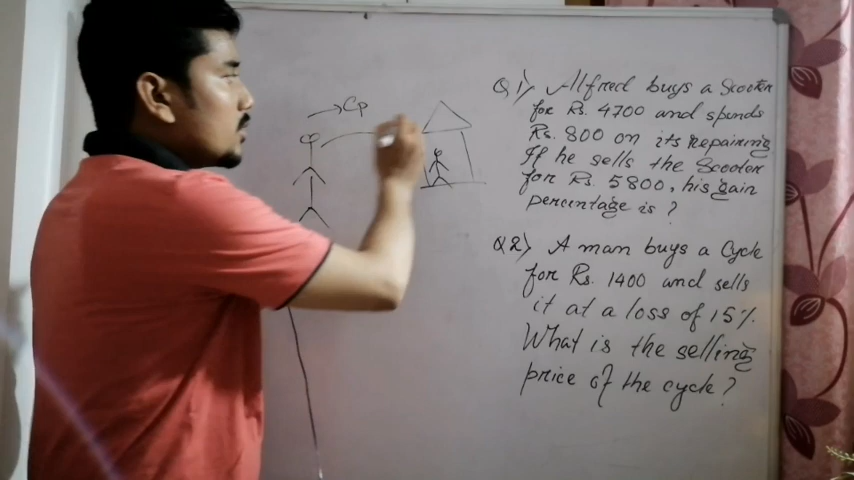 → Cp
Q1) Alfred buys a Scooter
for Rs. 4700 and spends
Rs. 800 on its repairing
If he sells the Scooter
for Rs. 5800, his gain
percentage is ?
Q2) A man buys a Cycle
for Rs. 1400 and sells
it at a loss of 15%.
What is the selling
price of the cycle ?